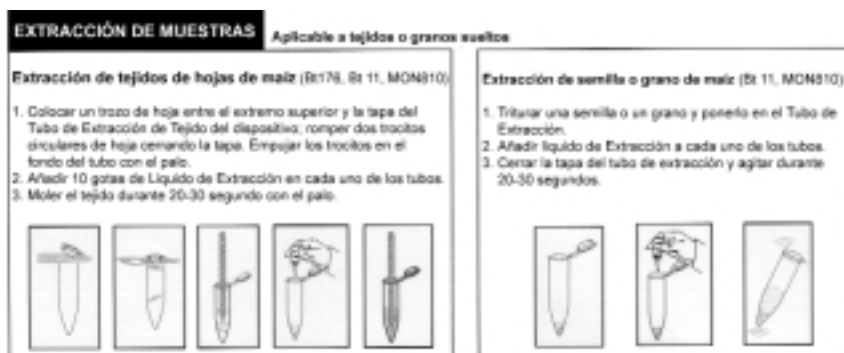 EXTRACCIÓN DE MUESTRAS
Aplicable a tejidos o granos sueltos
Extracción de tejidos de hojas de maíz (Bt176, Bt 11, MON810)
1. Colocar un trozo de hoja entre el extremo superior y la tapa del
Tubo de Extracción de Tejido del dispositivo; romper dos trocitos
circulares de hoja cerrando la tapa. Empujar los trocitos en el
fondo del tubo con el palo.
2. Añadir 10 gotas de Líquido de Extracción en cada uno de los tubos.
3. Moler el tejido durante 20-30 segundo con el palo.
Extracción de semilla o grano de maíz (Bt 11, MON810)
1. Triturar una semilla o un grano y ponerlo en el Tubo de
Extracción.
2. Añadir líquido de Extracción a cada uno de los tubos.
3. Cerrar la tapa del tubo de extracción y agitar durante
20-30 segundos.